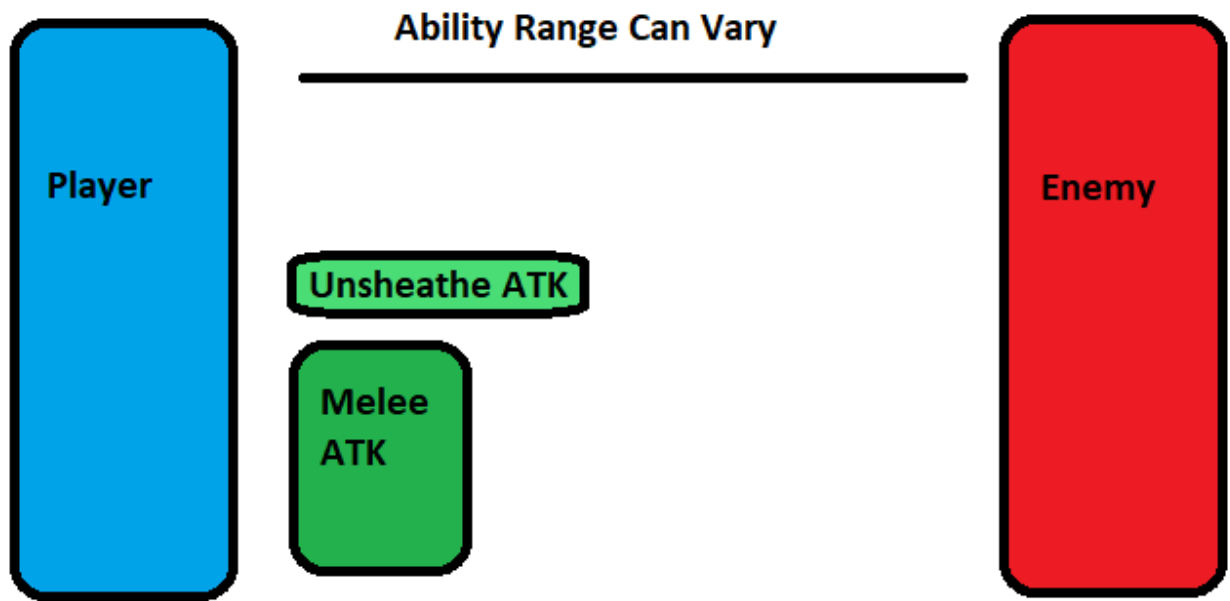 Ability Range Can Vary
Player
Enemy
Unsheathe ATK
Melee
ATK